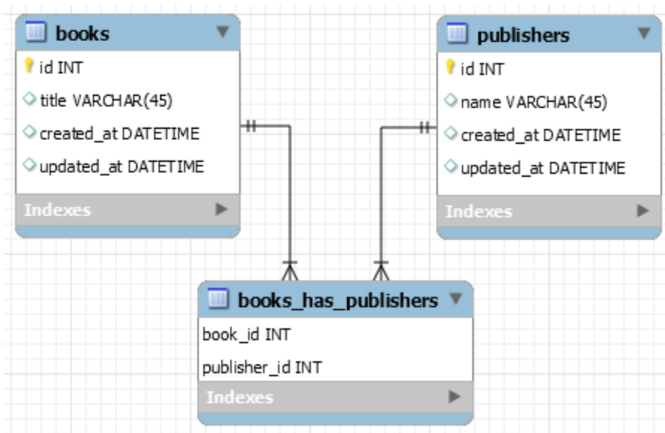 books
id INT
title VARCHAR(45)
created_at DATETIME
updated_at DATETIME
Indexes
publishers
id INT
name VARCHAR(45)
created_at DATETIME
updated_at DATETIME
Indexes
books_has_publishers
book_id INT
publisher_id INT
Indexes